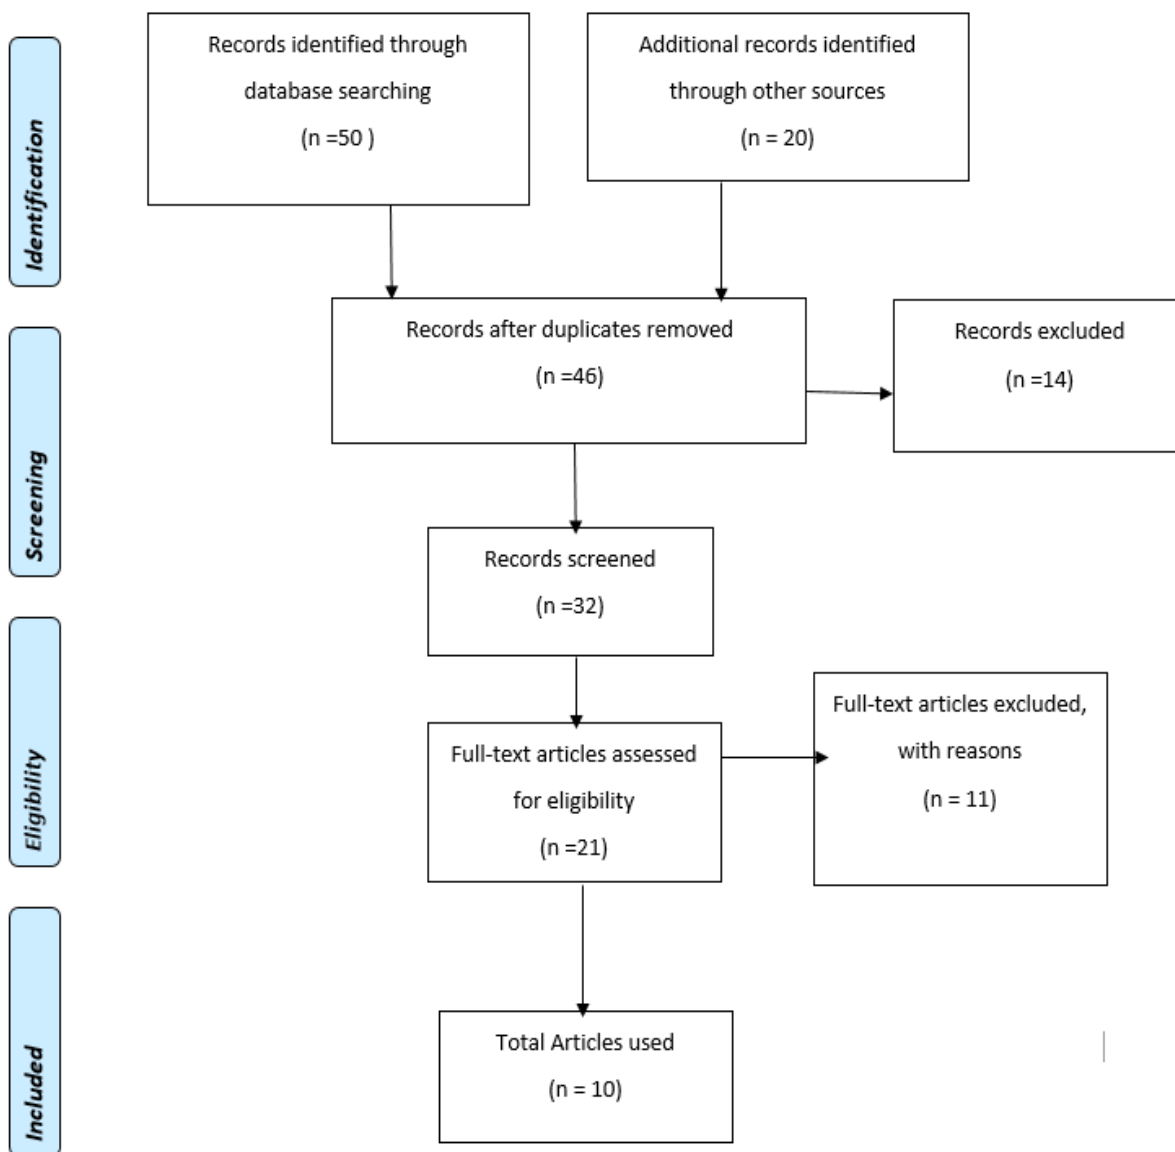 Identification
Records identified through
database searching
(n =50 )
Additional records identified
through other sources
(n = 20)
Records after duplicates removed
(n =46)
Records excluded
(n =14)
Screening
Records screened
(n =32)
Eligibility
Full-text articles assessed
for eligibility
(n =21)
Full-text articles excluded,
with reasons
(n = 11)
Included
Total Articles used
(n = 10)